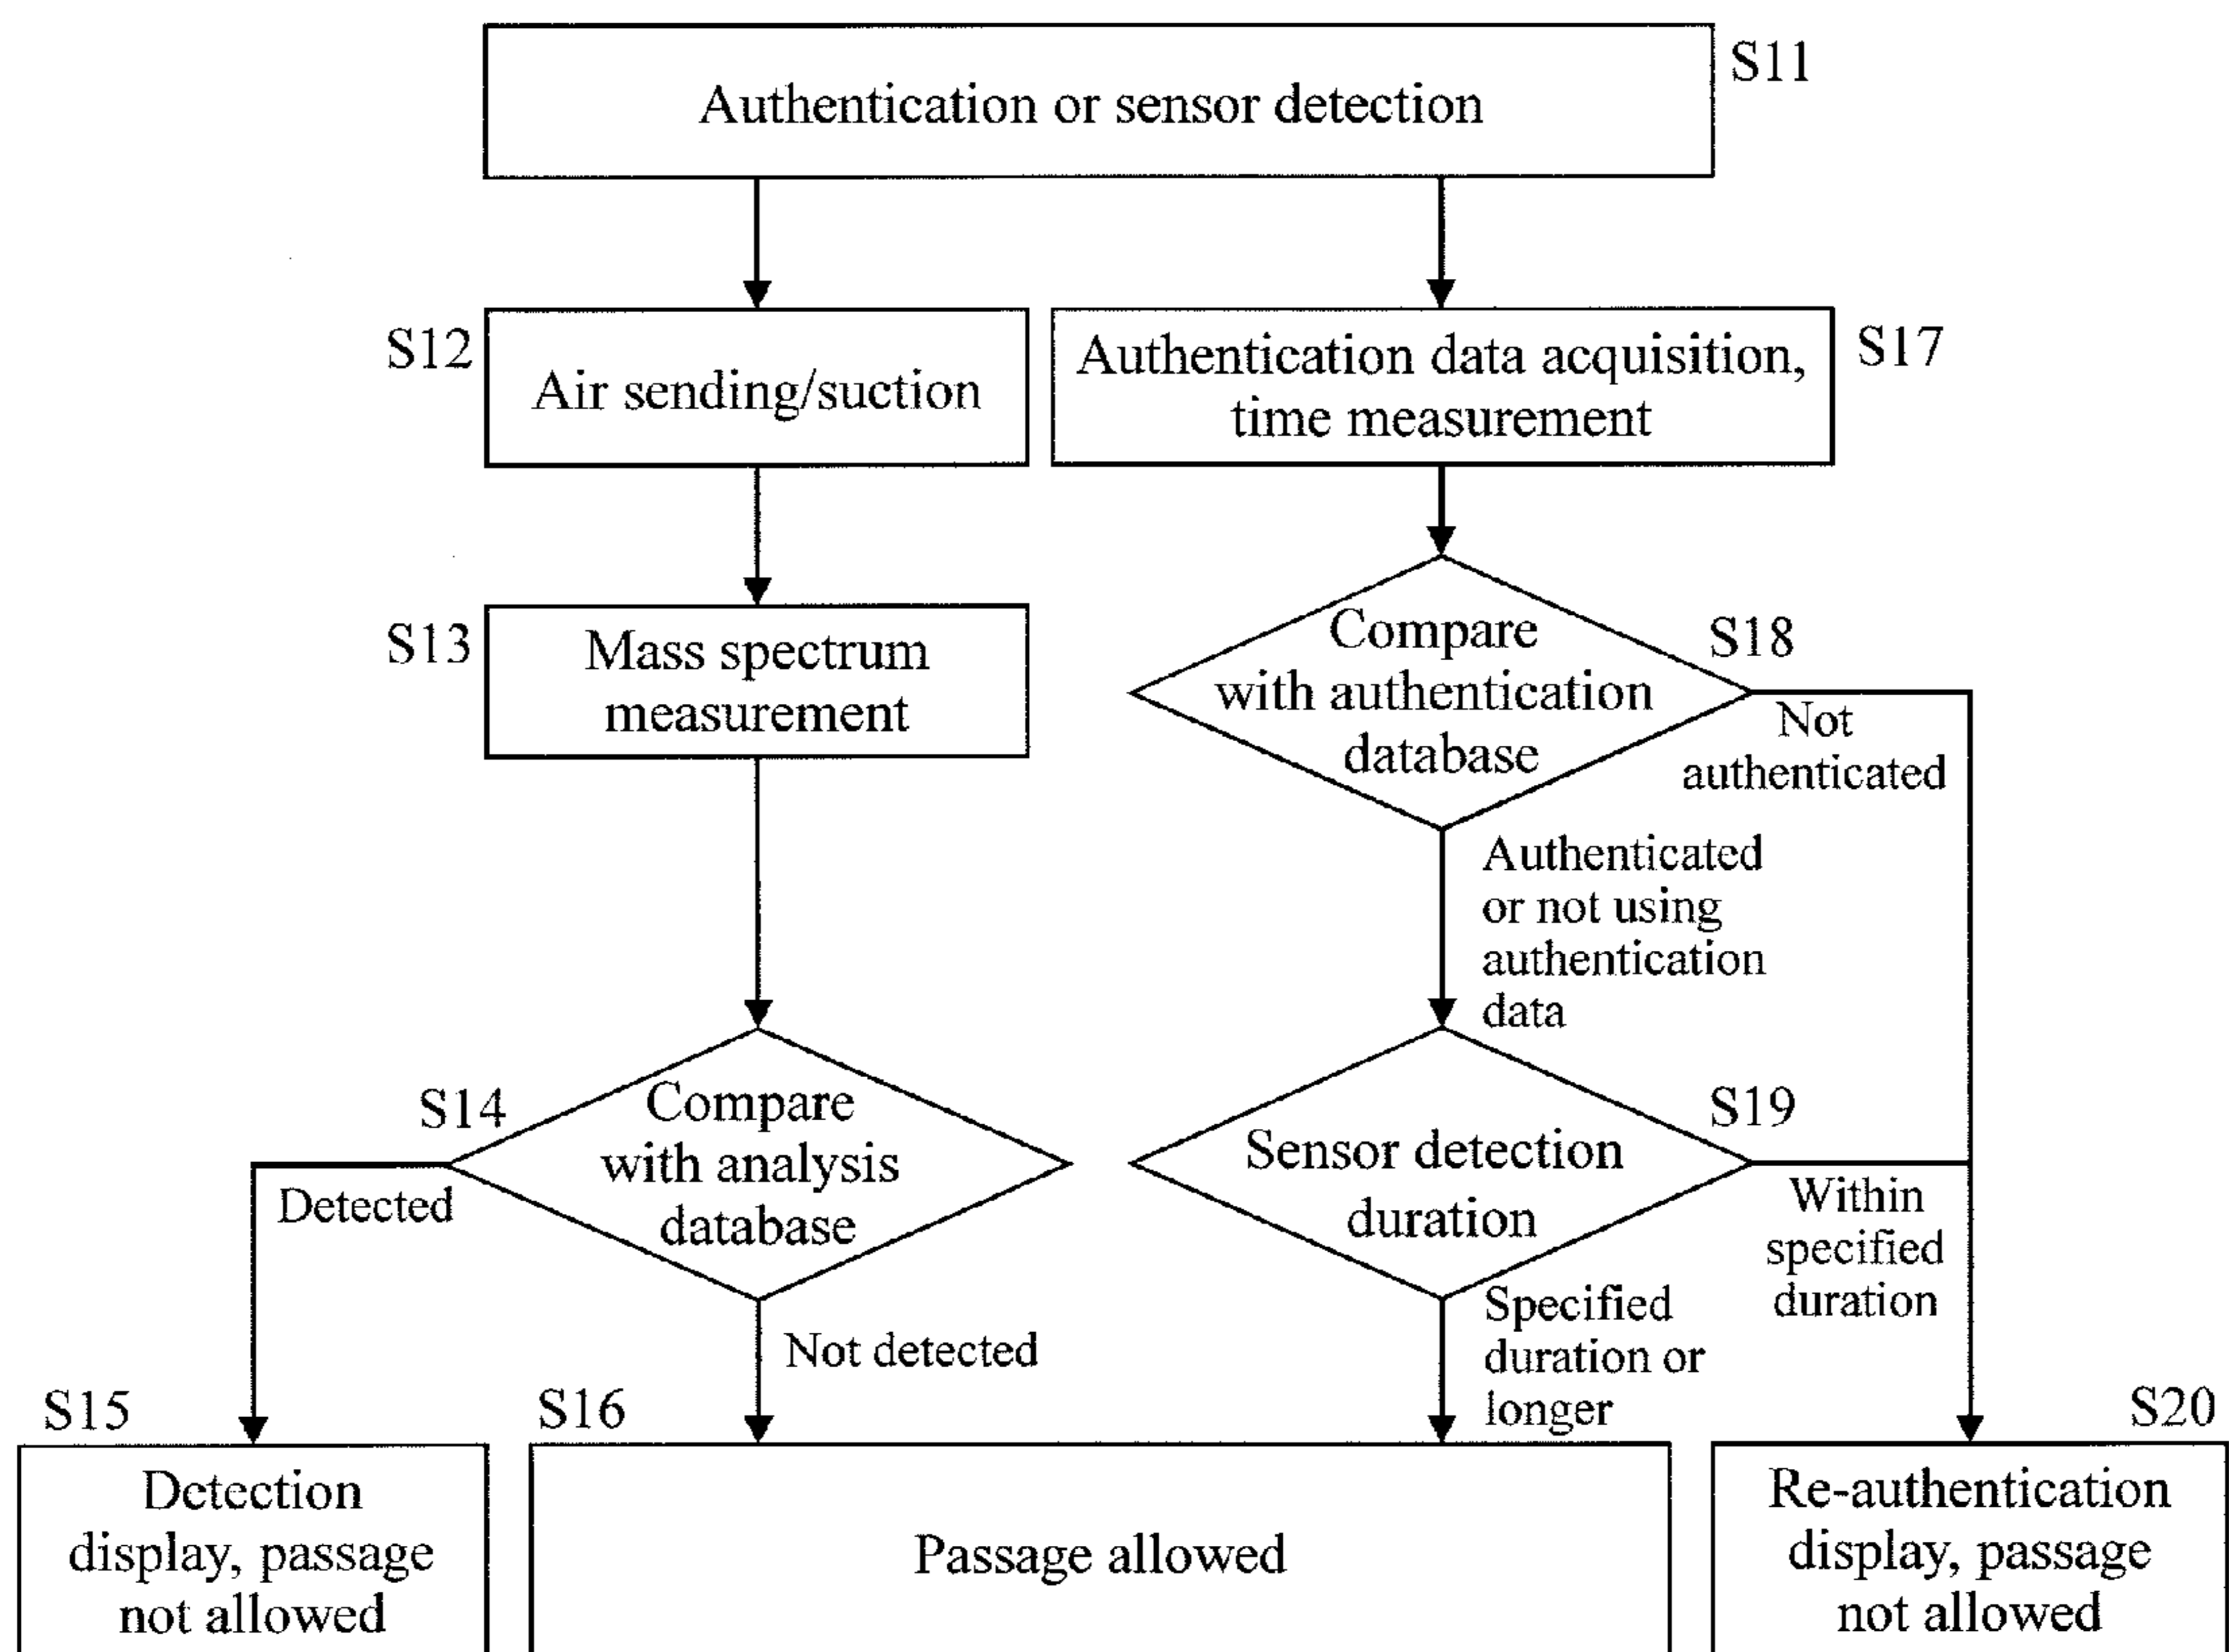 Authentication or sensor detection
S11
S12
Air sending/suction
Authentication data acquisition,
time measurement
S17
S13
Mass spectrum
measurement
Compare
with authentication
database
S18
Not
authenticated
Authenticated
or not using
authentication
data
S14
Compare
with analysis
database
Detected
Not detected
Sensor detection
duration
S19
Within
specified
duration
Specified
duration or
longer
S15
Detection
display, passage
not allowed
S16
Passage allowed
S20
Re-authentication
display, passage
not allowed